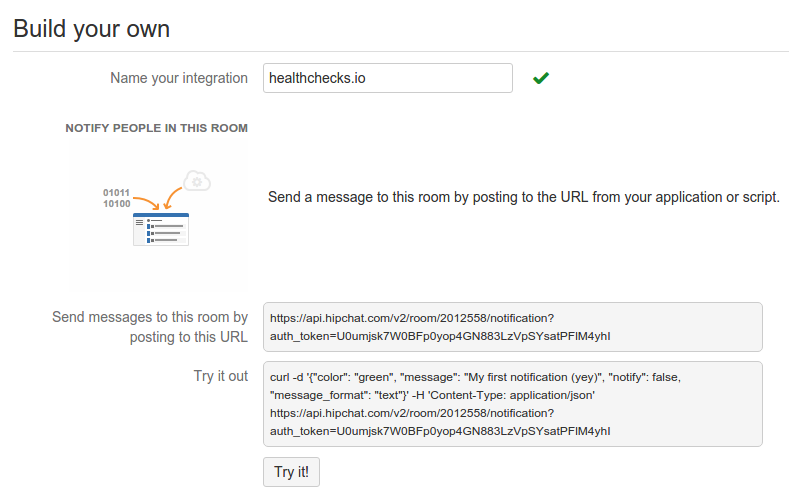 Build your own
Name your integration
healthchecks.io
NOTIFY PEOPLE IN THIS ROOM
01011
10100
Send a message to this room by posting to the URL from your application or script.
Send messages to this room by
posting to this URL
https://api.hipchat.com/v2/room/2012558/notification?
auth_token=U0umjsk7W0BFp0yop4GN883LzVpSYsatPFIM4yhI
Try it out
curl -d '{"color": "green", "message": "My first notification (yey)", "notify": false,
"message_format": "text"}' -H 'Content-Type: application/json'
https://api.hipchat.com/v2/room/2012558/notification?
auth_token=U0umjsk7W0BFp0yop4GN883LzVpSYsatPFIM4yhI
Try it!